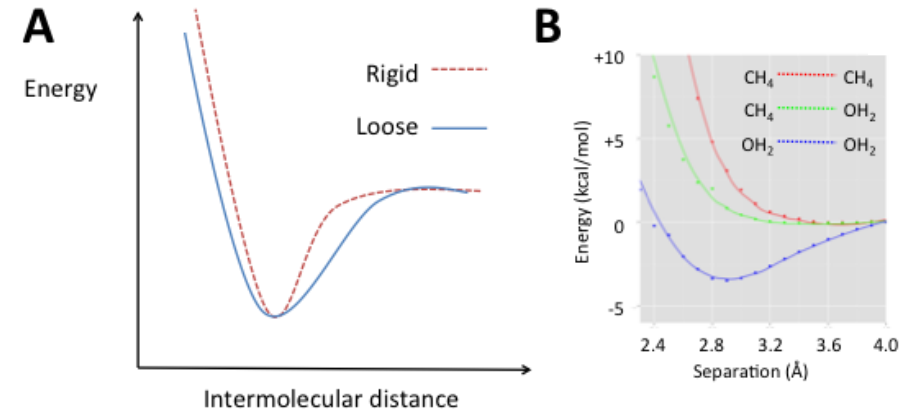 A
Energy
Rigid
Loose
Intermolecular distance
B
Energy (kcal/mol)
+10
+5
0
-5
CH₄ CH₄
CH₄ OH₂
OH₂ OH₂
2.4 2.8 3.2 3.6 4.0
Separation (Å)